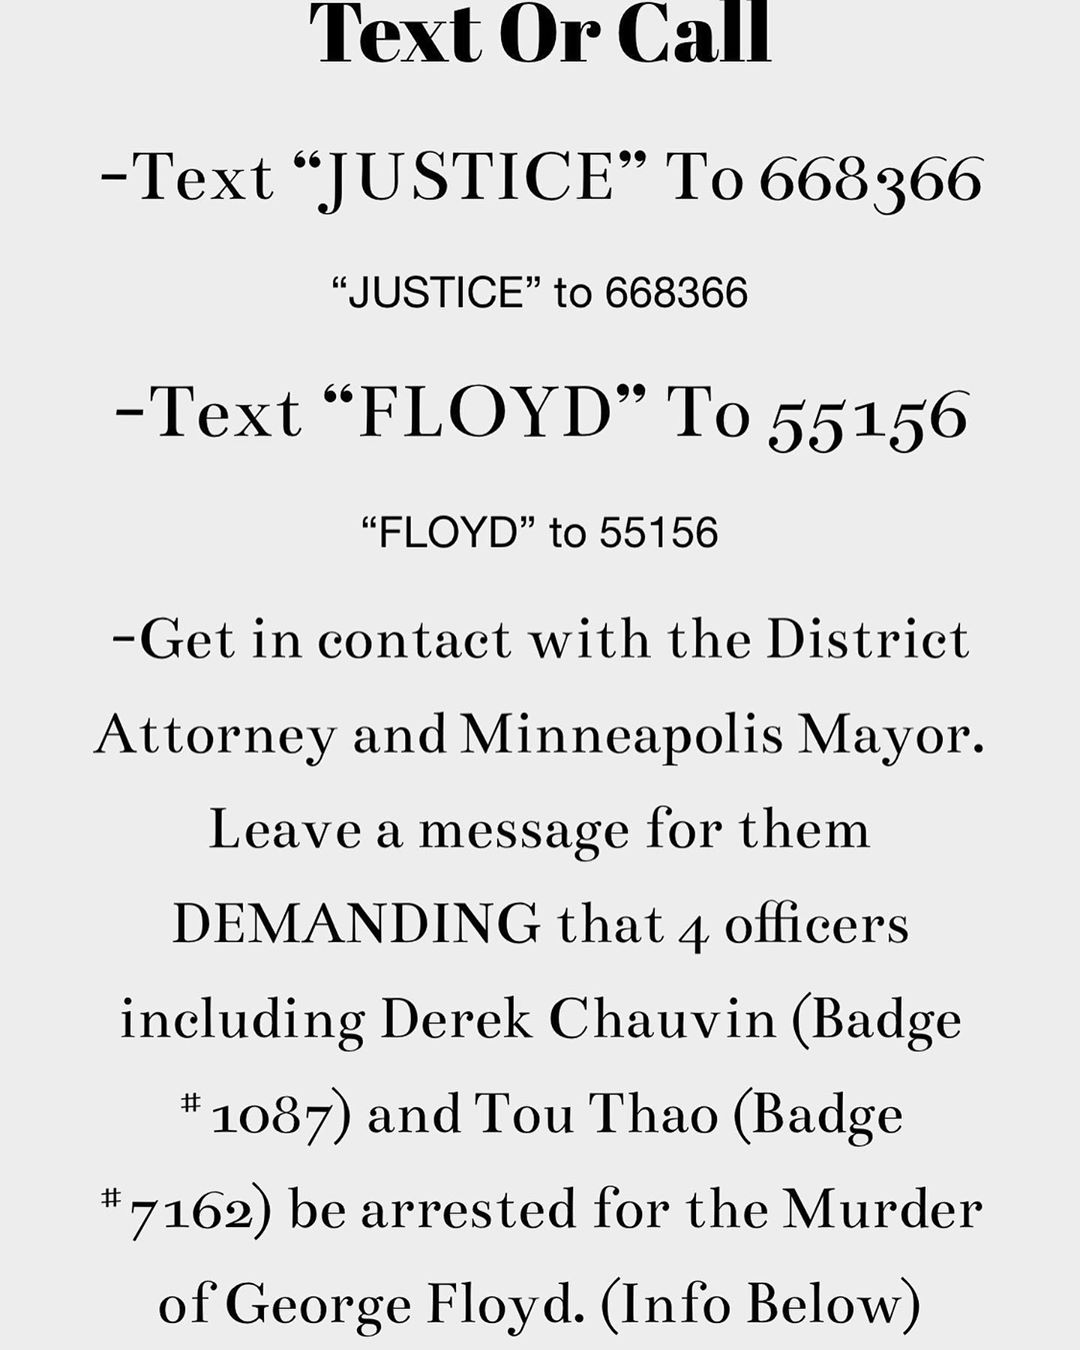 Text Or Call
-Text “JUSTICE” To 668366
“JUSTICE” to 668366
-Text “FLOYD” To 55156
“FLOYD” to 55156
-Get in contact with the District
Attorney and Minneapolis Mayor.
Leave a message for them
DEMANDING that 4 officers
including Derek Chauvin (Badge
#1087) and Tou Thao (Badge
#7162) be arrested for the Murder
of George Floyd. (Info Below)